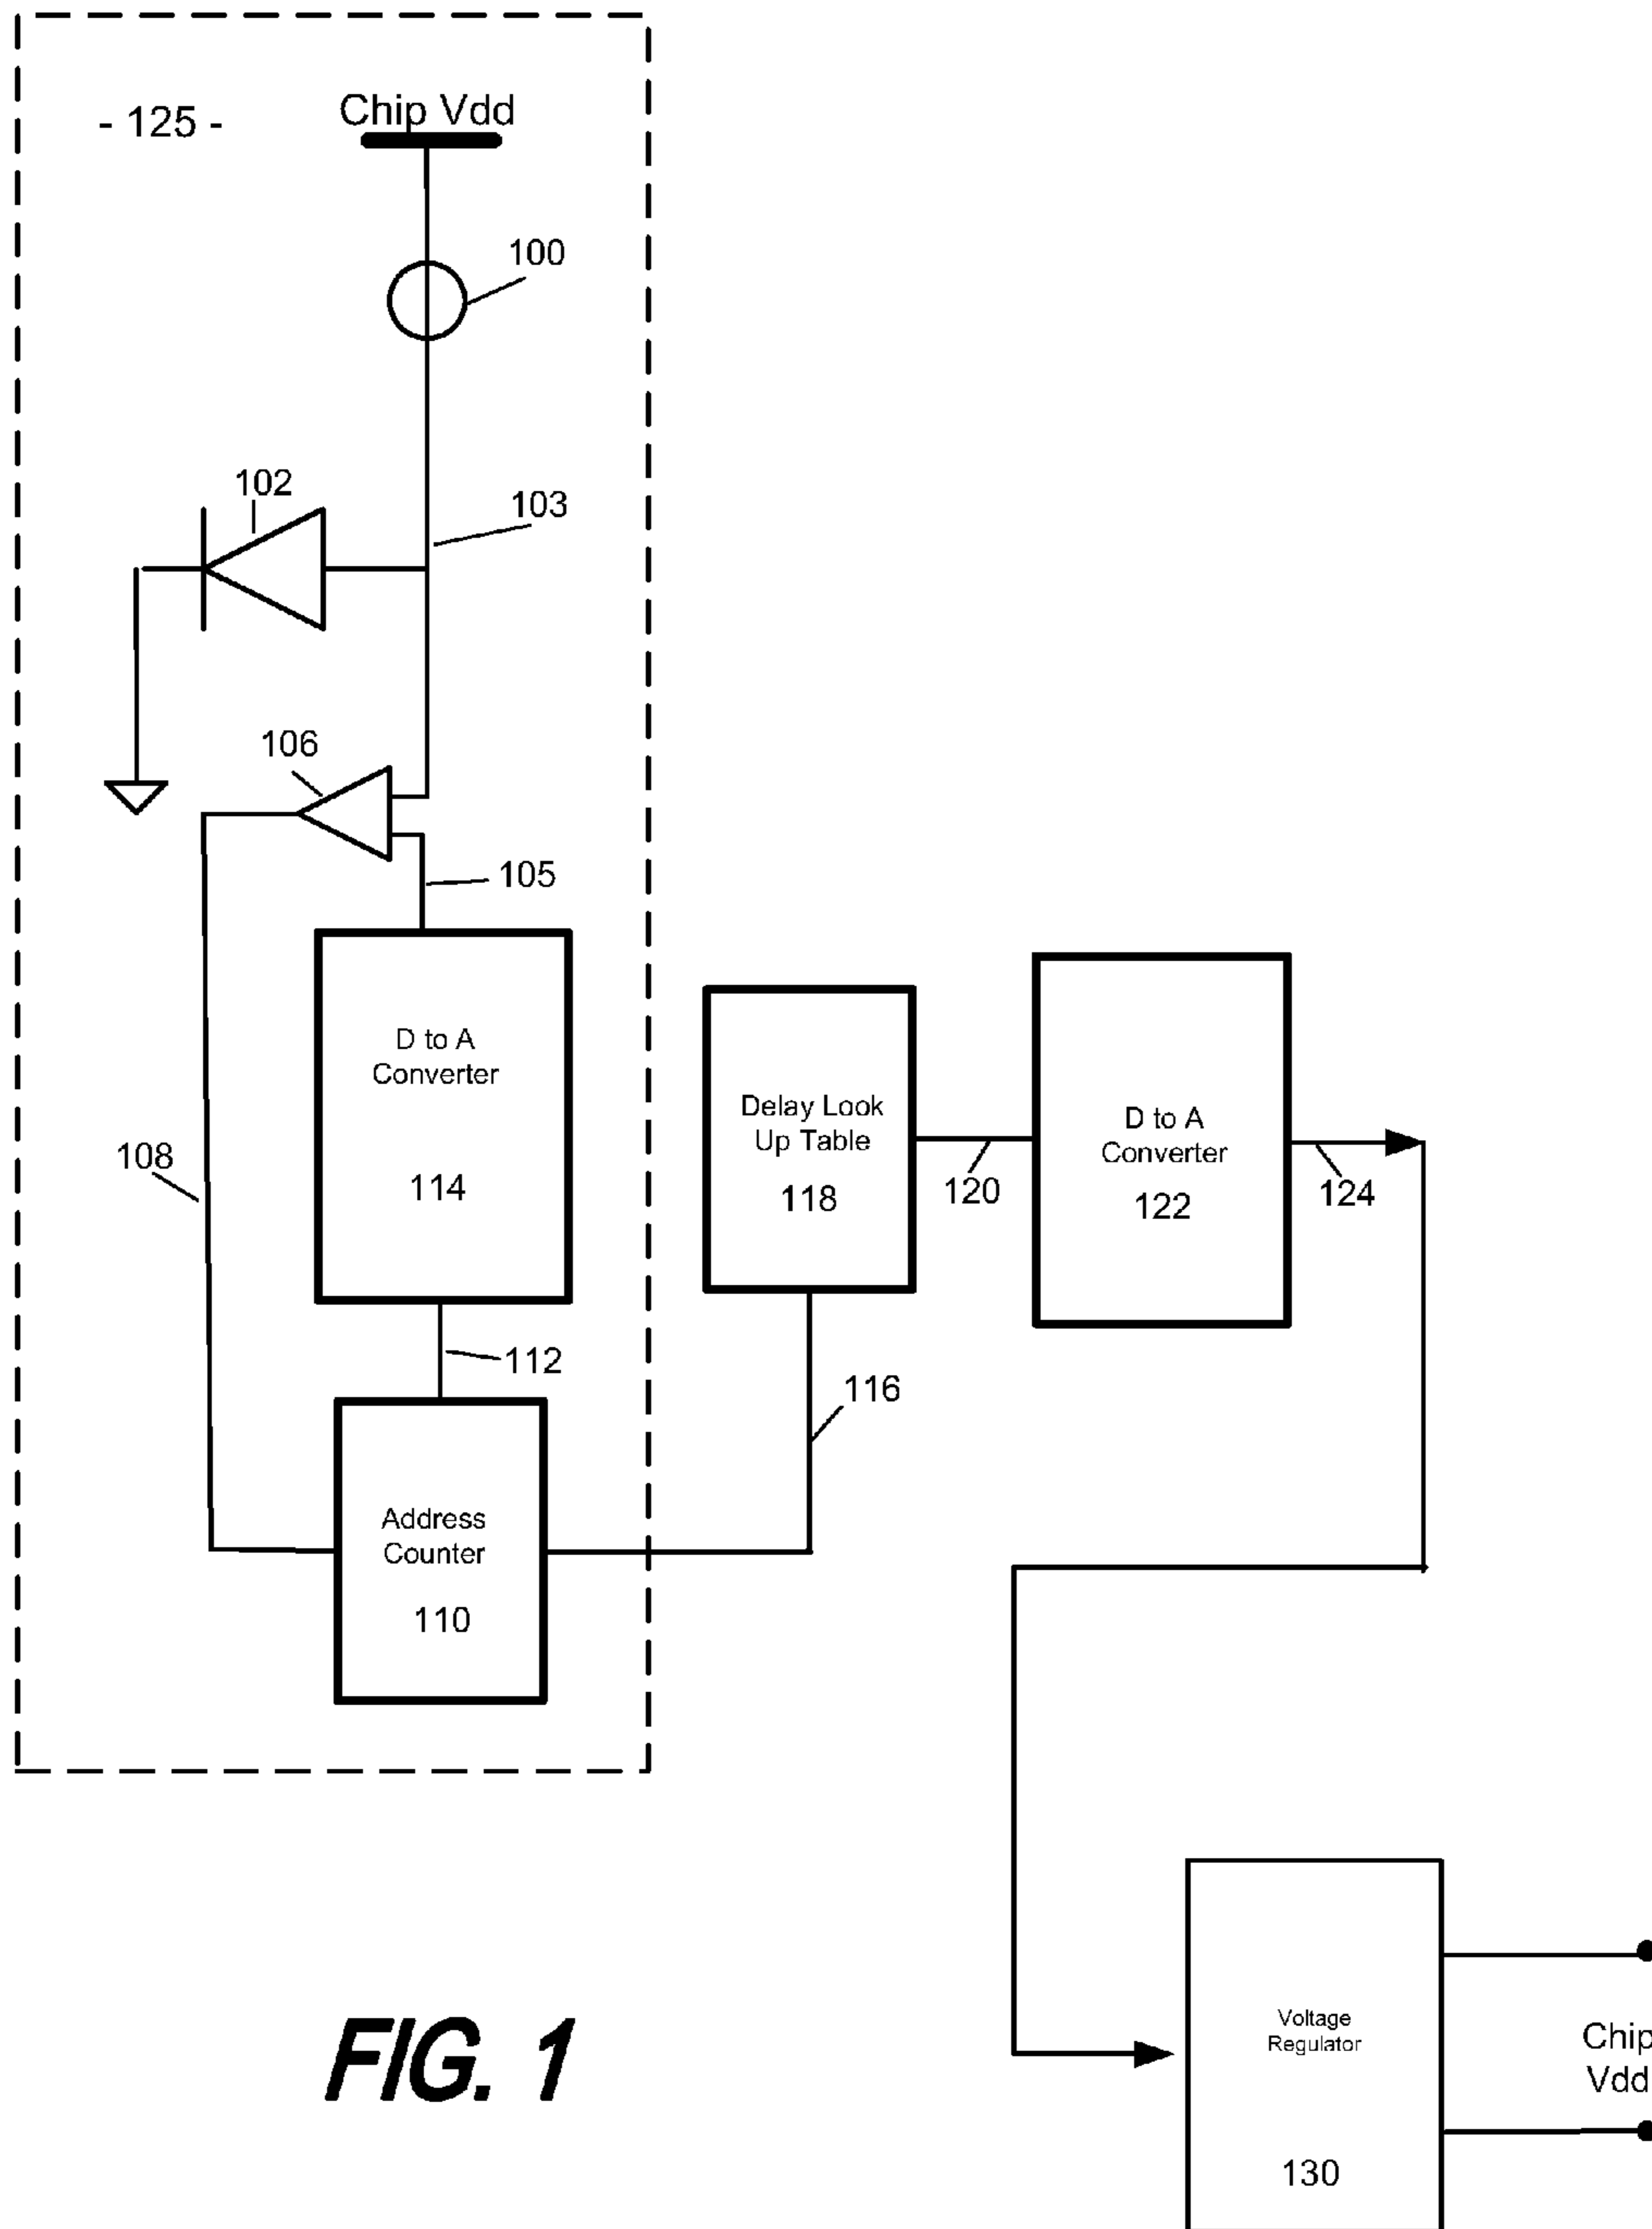 - 125 -
Chip Vdd
100
102
103
106
105
D to A
Converter
114
108
112
Address
Counter
110
Delay Look
Up Table
118
116
120
D to A
Converter
122
124
Voltage
Regulator
130
Chip
Vdd
FIG. 1